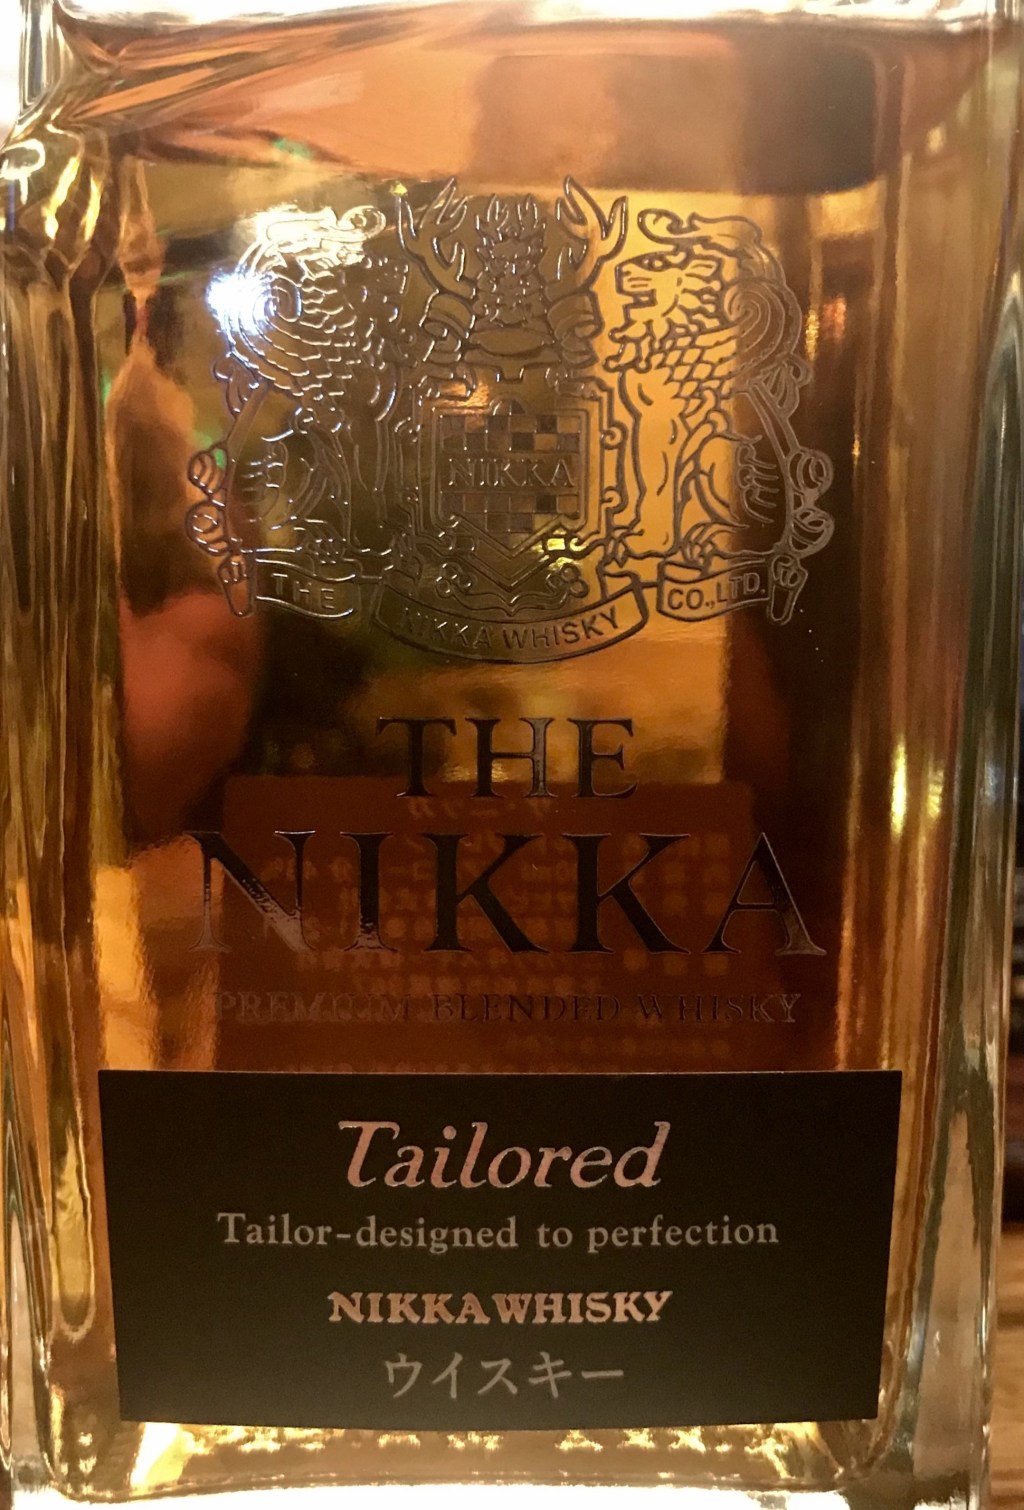 NIKKA
THE
NIKKA WHISKY
CO.,LTD.
THE
NIKKA
PREMIUM BLENDED WHISKY
Tailored
Tailor-designed to perfection
NIKKA WHISKY
ウイスキー